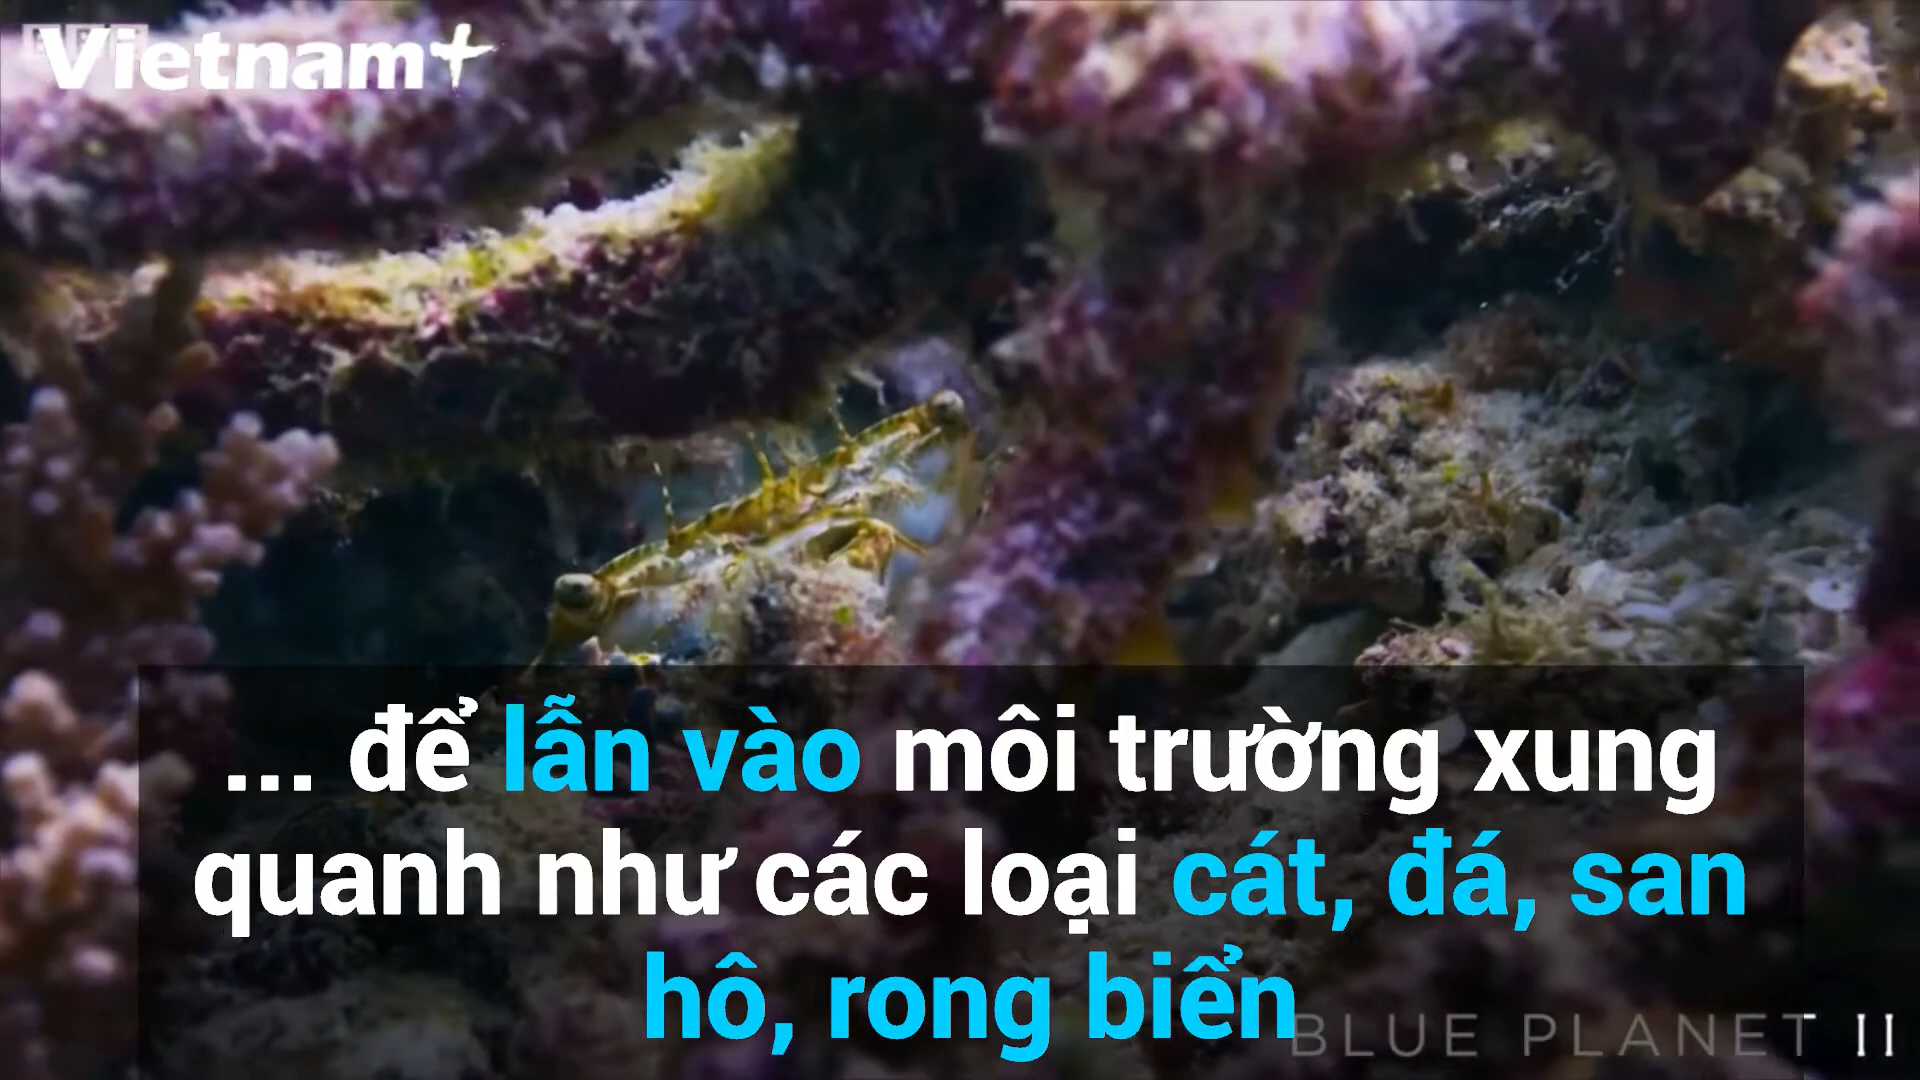 Vietnam+
... để lẫn vào môi trường xung
quanh như các loại cát, đá, san
hô, rong biển
BLUE PLANET II